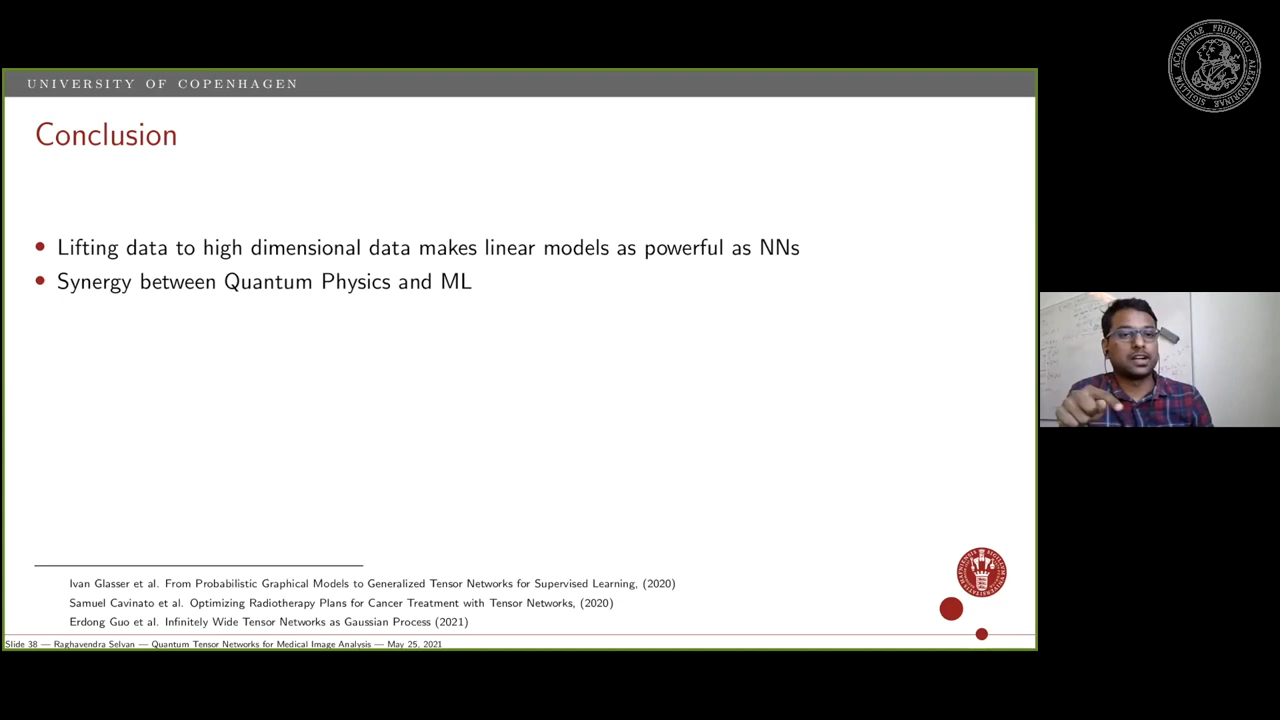 UNIVERSITY OF COPENHAGEN
Conclusion
• Lifting data to high dimensional data makes linear models as powerful as NNs
• Synergy between Quantum Physics and ML
Ivan Glasser et al. From Probabilistic Graphical Models to Generalized Tensor Networks for Supervised Learning, (2020)
Samuel Cavinato et al. Optimizing Radiotherapy Plans for Cancer Treatment with Tensor Networks, (2020)
Erdong Guo et al. Infinitely Wide Tensor Networks as Gaussian Process (2021)
Slide 38 — Raghavendra Selvan — Quantum Tensor Networks for Medical Image Analysis — May 25, 2021
ACADEMIAE FRIDERICO ALEXANDRINAE SIGILLVM